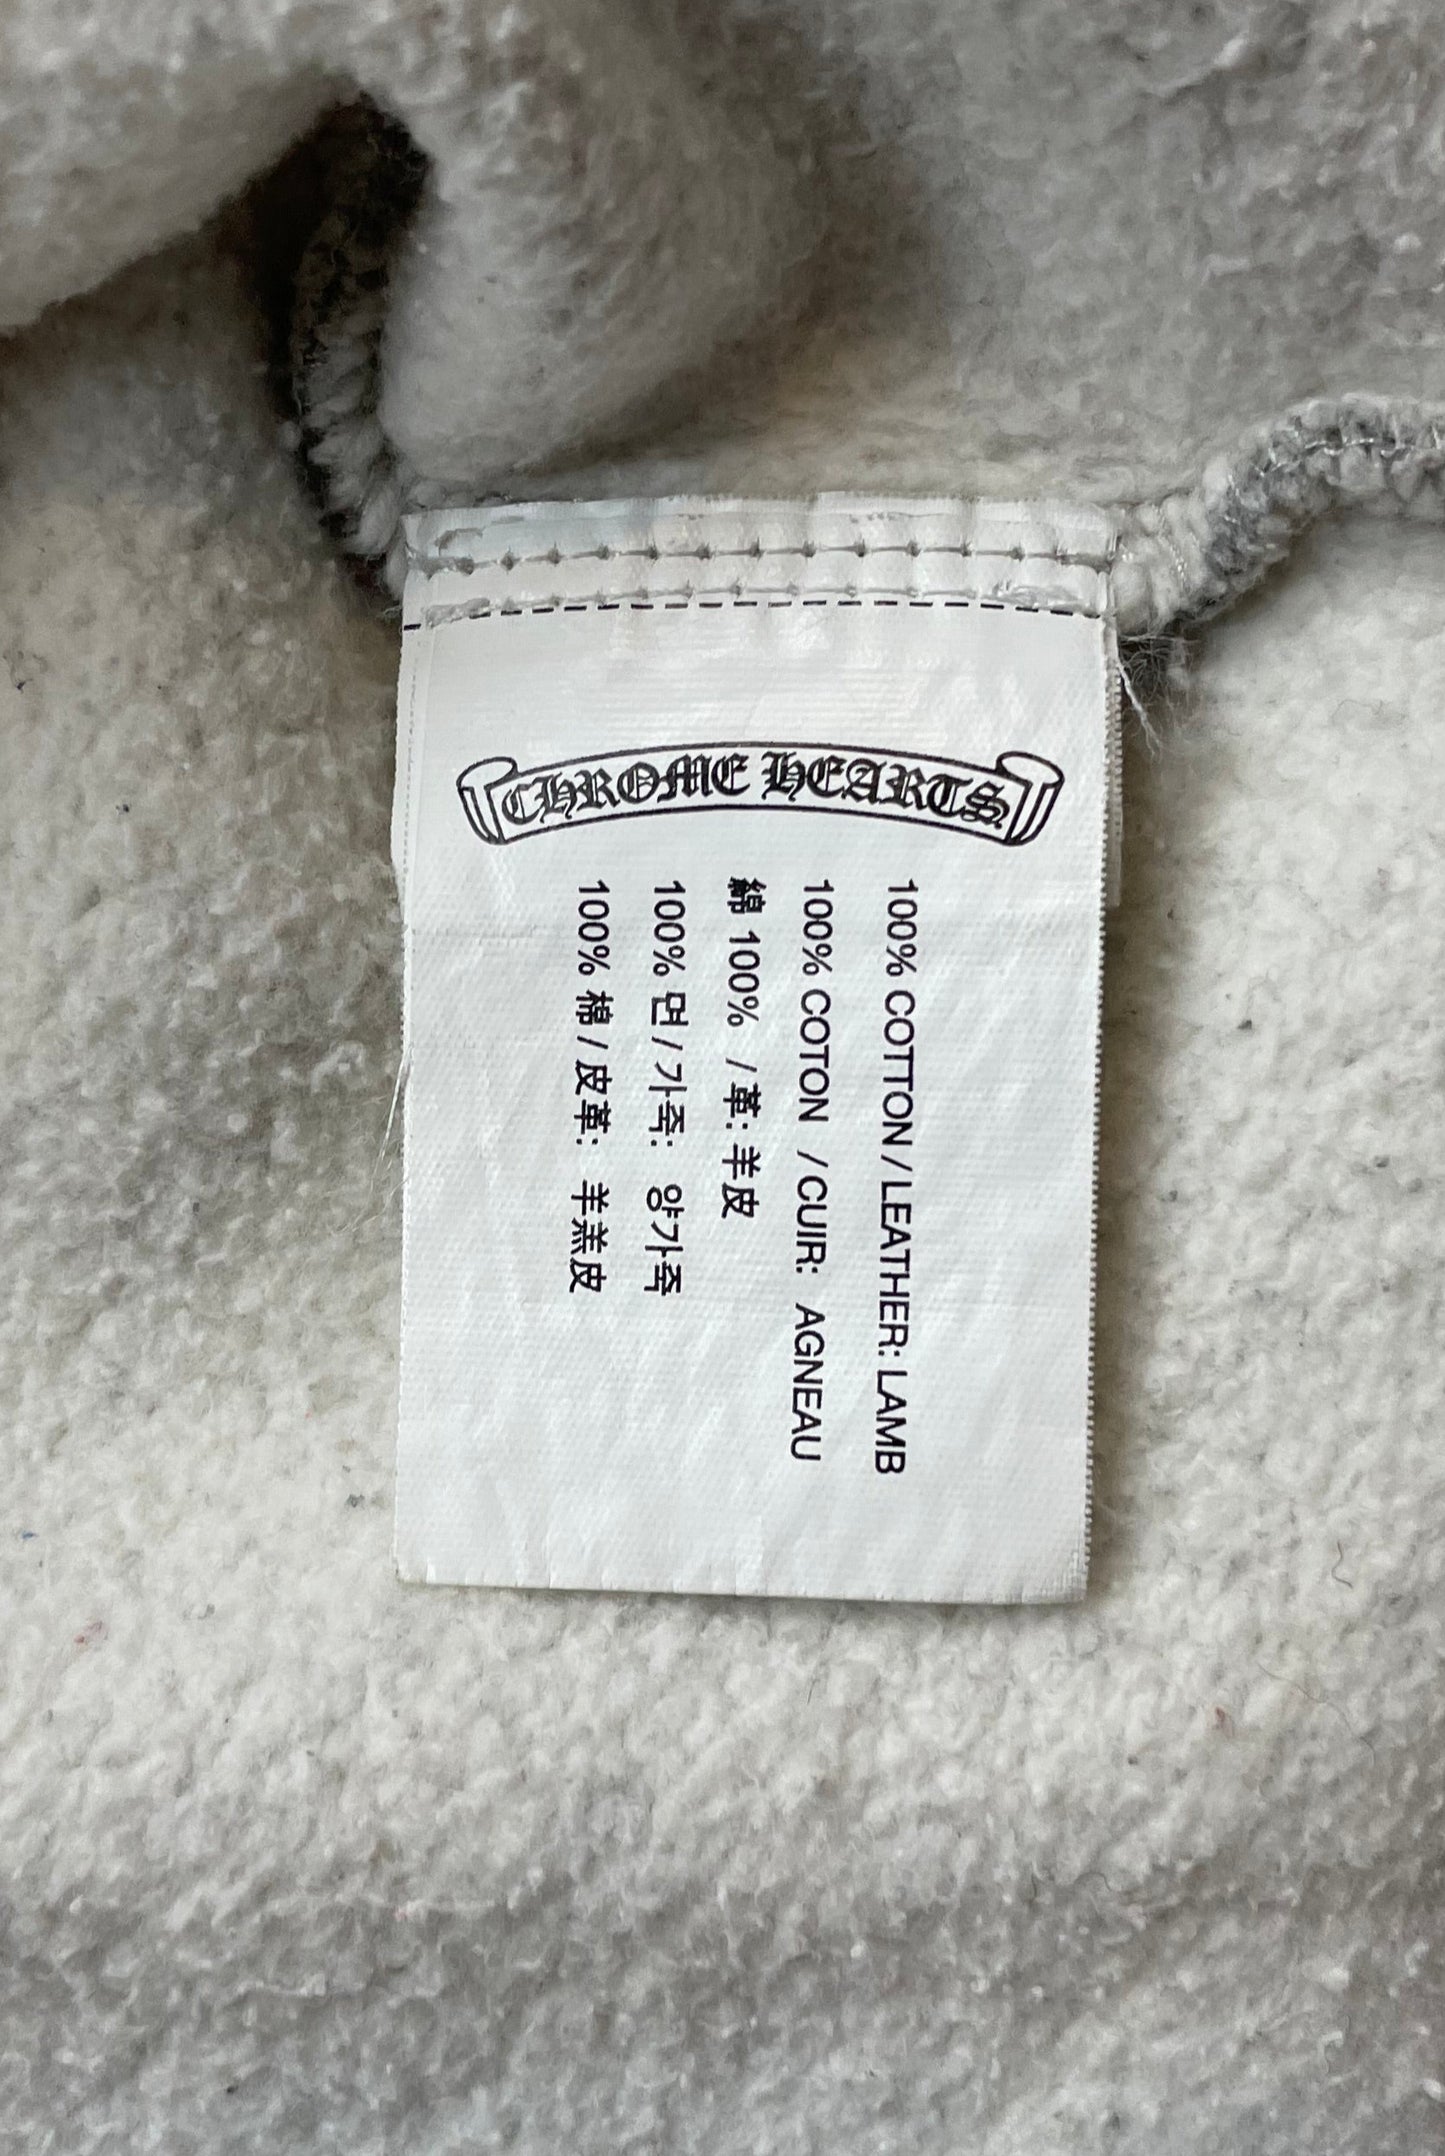 CHROME HEARTS
100% COTTON / LEATHER: LAMB
100% COTON / CUIR: AGNEAU
綿 100% / 革: 羊皮
100% 면 / 가죽: 양가죽
100% 棉 / 皮革: 羊羔皮